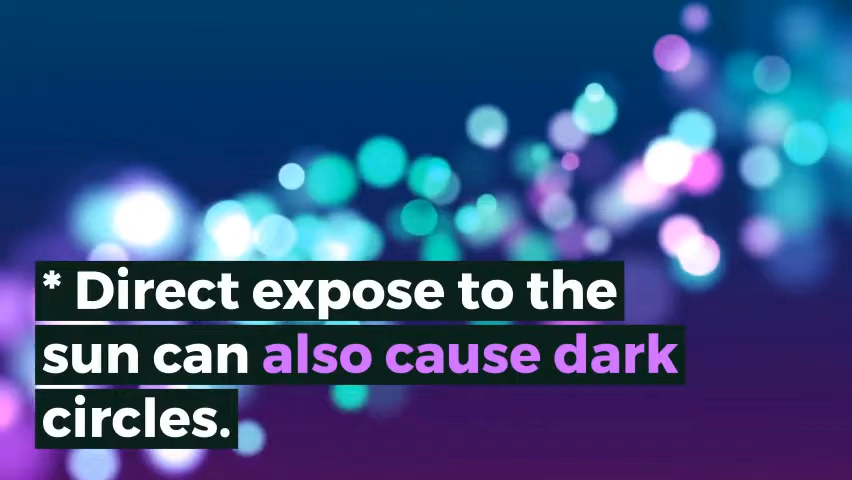 * Direct expose to the
sun can also cause dark
circles.